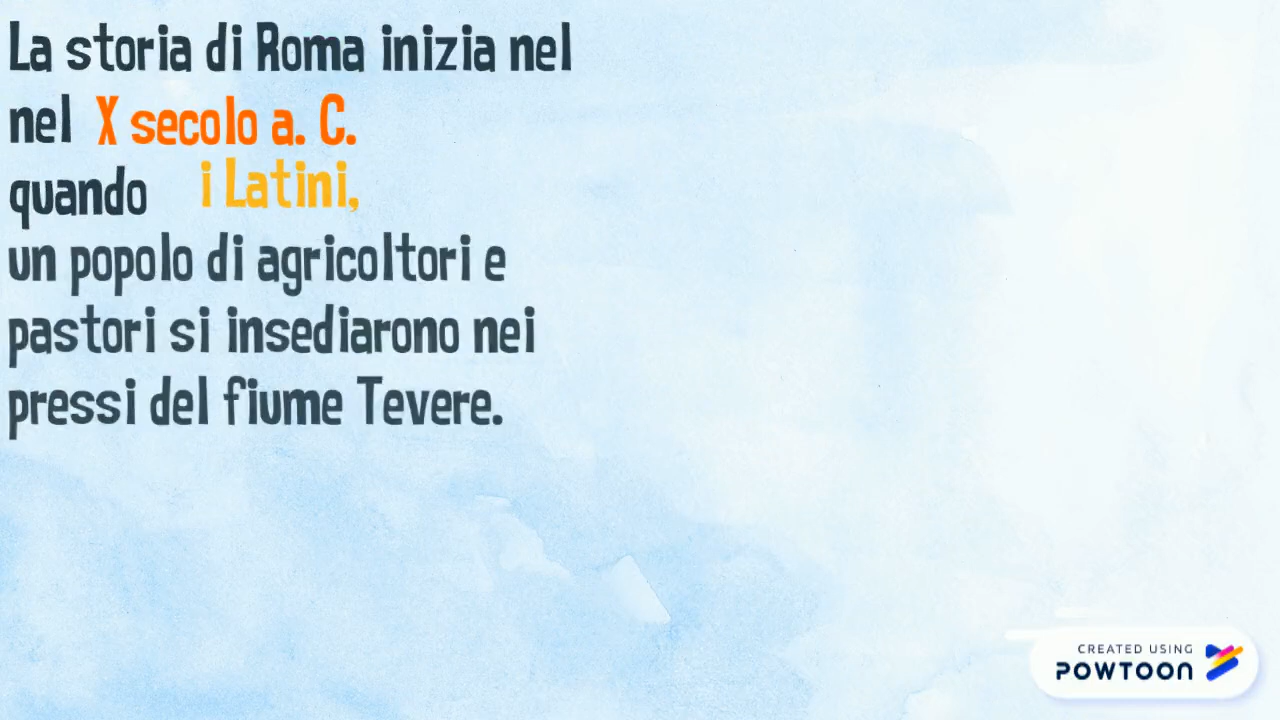 La storia di Roma inizia nel
nel X secolo a. C.
quando i Latini,
un popolo di agricoltori e
pastori si insediarono nei
pressi del fiume Tevere.
CREATED USING
POWTOON